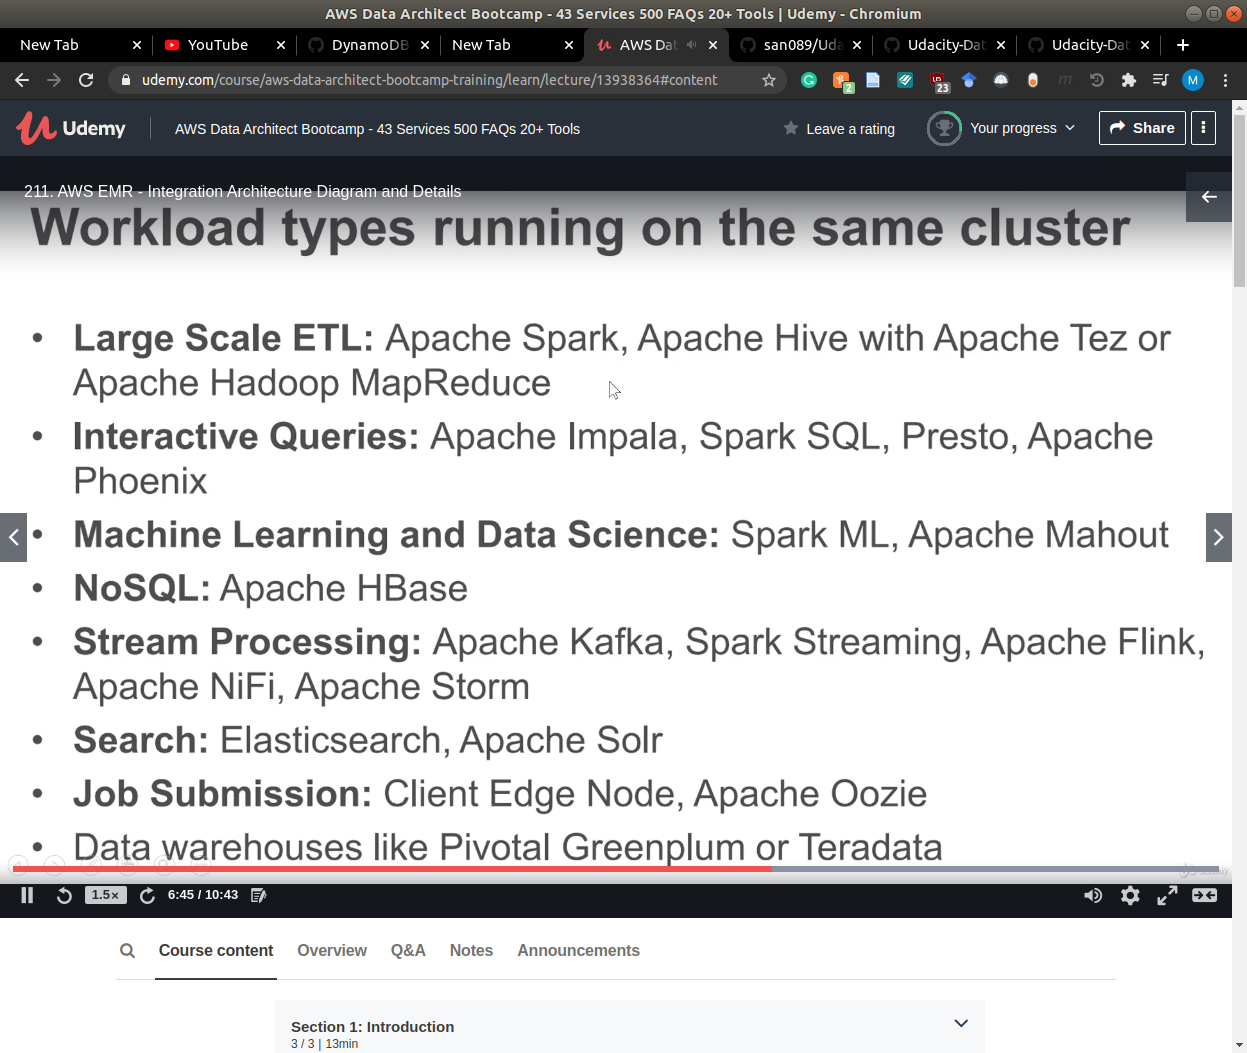 AWS Data Architect Bootcamp - 43 Services 500 FAQs 20+ Tools | Udemy - Chromium
New Tab YouTube DynamoDB New Tab AWS Dat san089/Uda Udacity-Dat Udacity-Dat
udemy.com/course/aws-data-architect-bootcamp-training/learn/lecture/13938364#content
2 23 M
Udemy AWS Data Architect Bootcamp - 43 Services 500 FAQs 20+ Tools Leave a rating Your progress Share
211. AWS EMR - Integration Architecture Diagram and Details
Workload types running on the same cluster
• Large Scale ETL: Apache Spark, Apache Hive with Apache Tez or
Apache Hadoop MapReduce
• Interactive Queries: Apache Impala, Spark SQL, Presto, Apache
Phoenix
• Machine Learning and Data Science: Spark ML, Apache Mahout
• NoSQL: Apache HBase
• Stream Processing: Apache Kafka, Spark Streaming, Apache Flink,
Apache NiFi, Apache Storm
• Search: Elasticsearch, Apache Solr
• Job Submission: Client Edge Node, Apache Oozie
• Data warehouses like Pivotal Greenplum or Teradata
1.5× 6:45 / 10:43
Course content Overview Q&A Notes Announcements
Section 1: Introduction
3 / 3 | 13min